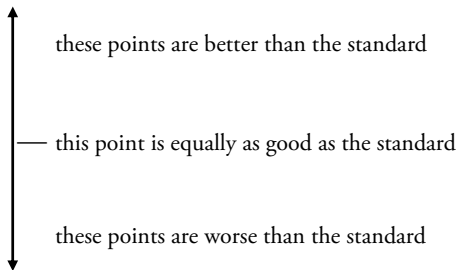 these points are better than the standard
this point is equally as good as the standard
these points are worse than the standard